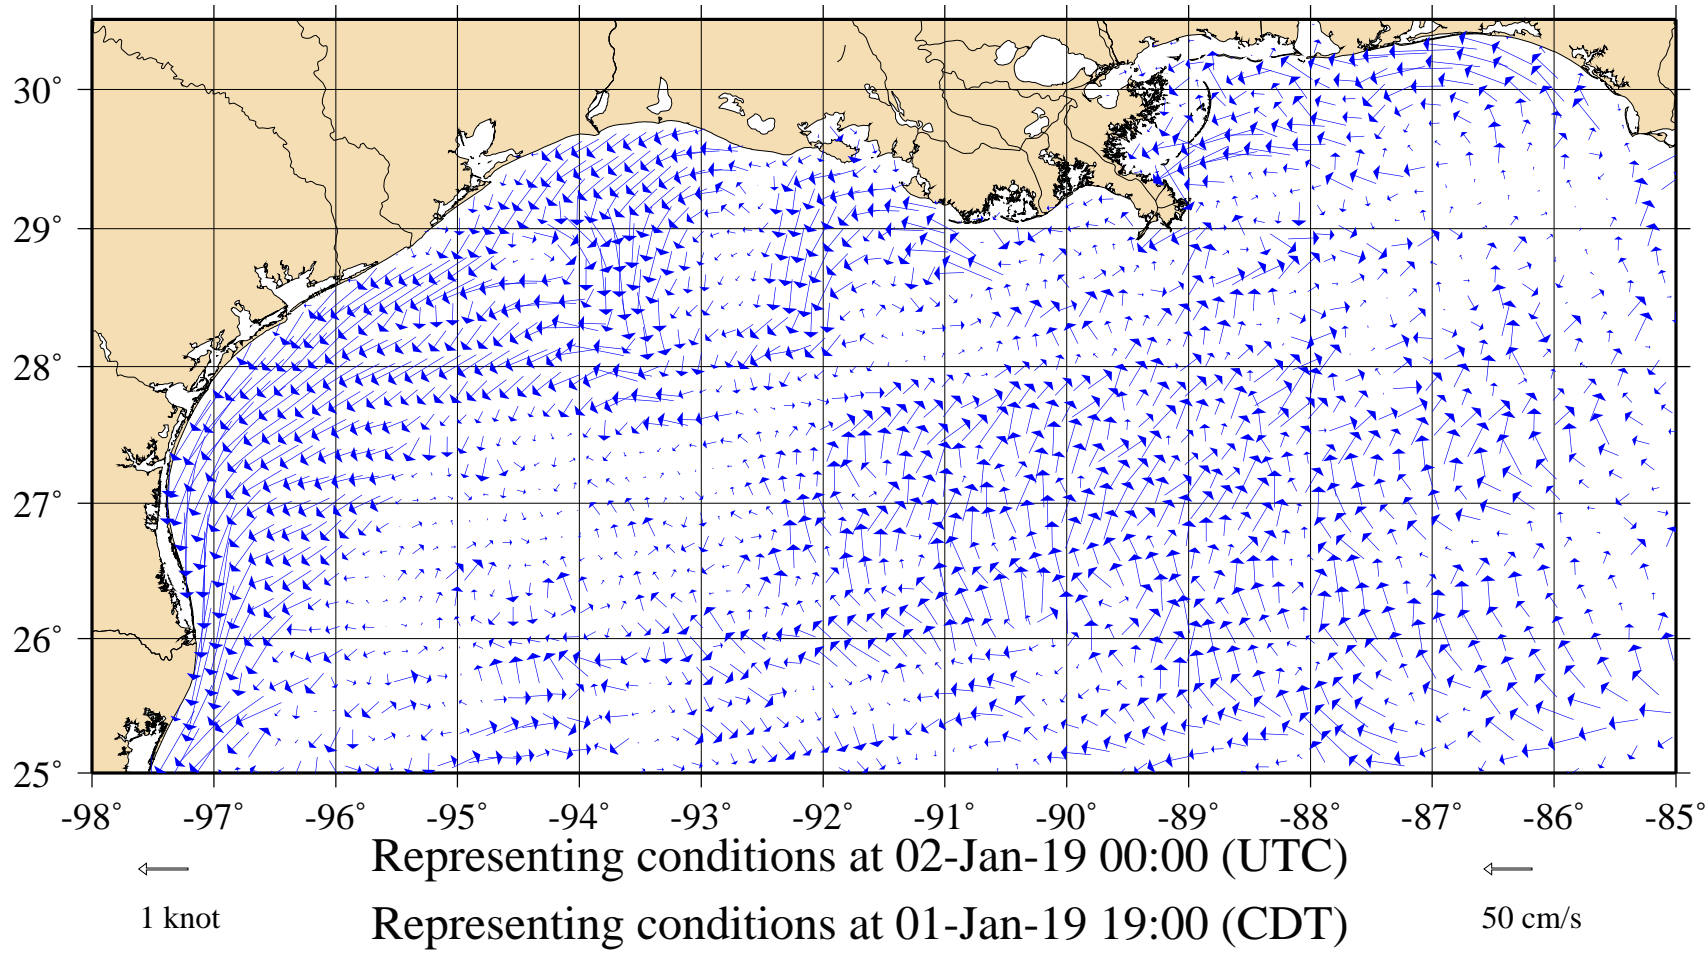 30°
29°
28°
27°
26°
25°
-98° -97° -96° -95° -94° -93° -92° -91° -90° -89° -88° -87° -86° -85°
Representing conditions at 02-Jan-19 00:00 (UTC)
1 knot
Representing conditions at 01-Jan-19 19:00 (CDT)
50 cm/s